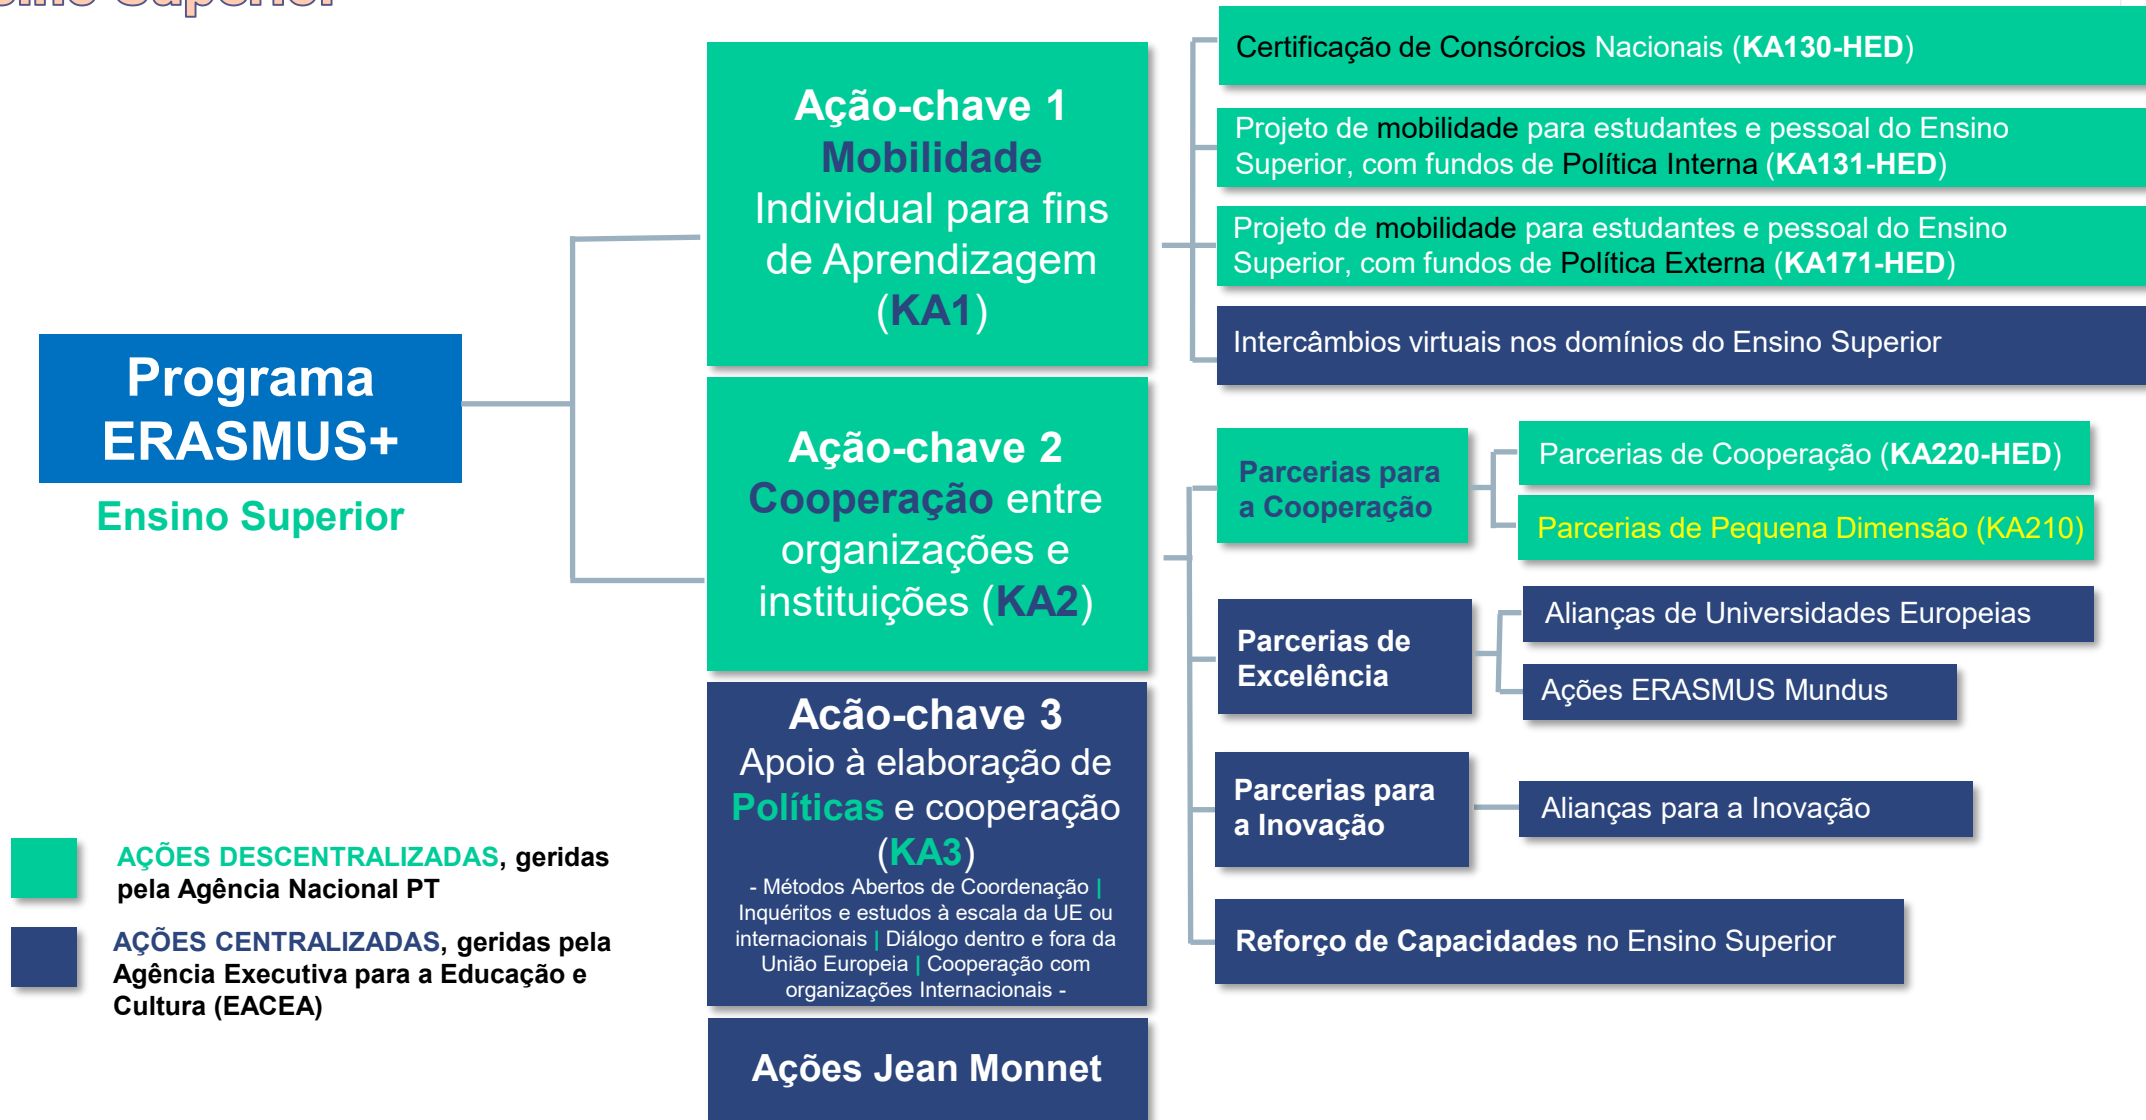 Superior
Programa
ERASMUS+
Ensino Superior
Ação-chave 1
Mobilidade
Individual para fins
de Aprendizagem
(KA1)
Certificação de Consórcios Nacionais (KA130-HED)
Projeto de mobilidade para estudantes e pessoal do Ensino
Superior, com fundos de Política Interna (KA131-HED)
Projeto de mobilidade para estudantes e pessoal do Ensino
Superior, com fundos de Política Externa (KA171-HED)
Intercâmbios virtuais nos domínios do Ensino Superior
Ação-chave 2
Cooperação entre
organizações e
instituições (KA2)
Parcerias para
a Cooperação
Parcerias de Cooperação (KA220-HED)
Parcerias de Pequena Dimensão (KA210)
Parcerias de
Excelência
Alianças de Universidades Europeias
Ações ERASMUS Mundus
Parcerias para
a Inovação
Alianças para a Inovação
Reforço de Capacidades no Ensino Superior
Acão-chave 3
Apoio à elaboração de
Políticas e cooperação
(KA3)
- Métodos Abertos de Coordenação |
Inquéritos e estudos à escala da UE ou
internacionais | Diálogo dentro e fora da
União Europeia | Cooperação com
organizações Internacionais -
Ações Jean Monnet
AÇÕES DESCENTRALIZADAS, geridas
pela Agência Nacional PT
AÇÕES CENTRALIZADAS, geridas pela
Agência Executiva para a Educação e
Cultura (EACEA)